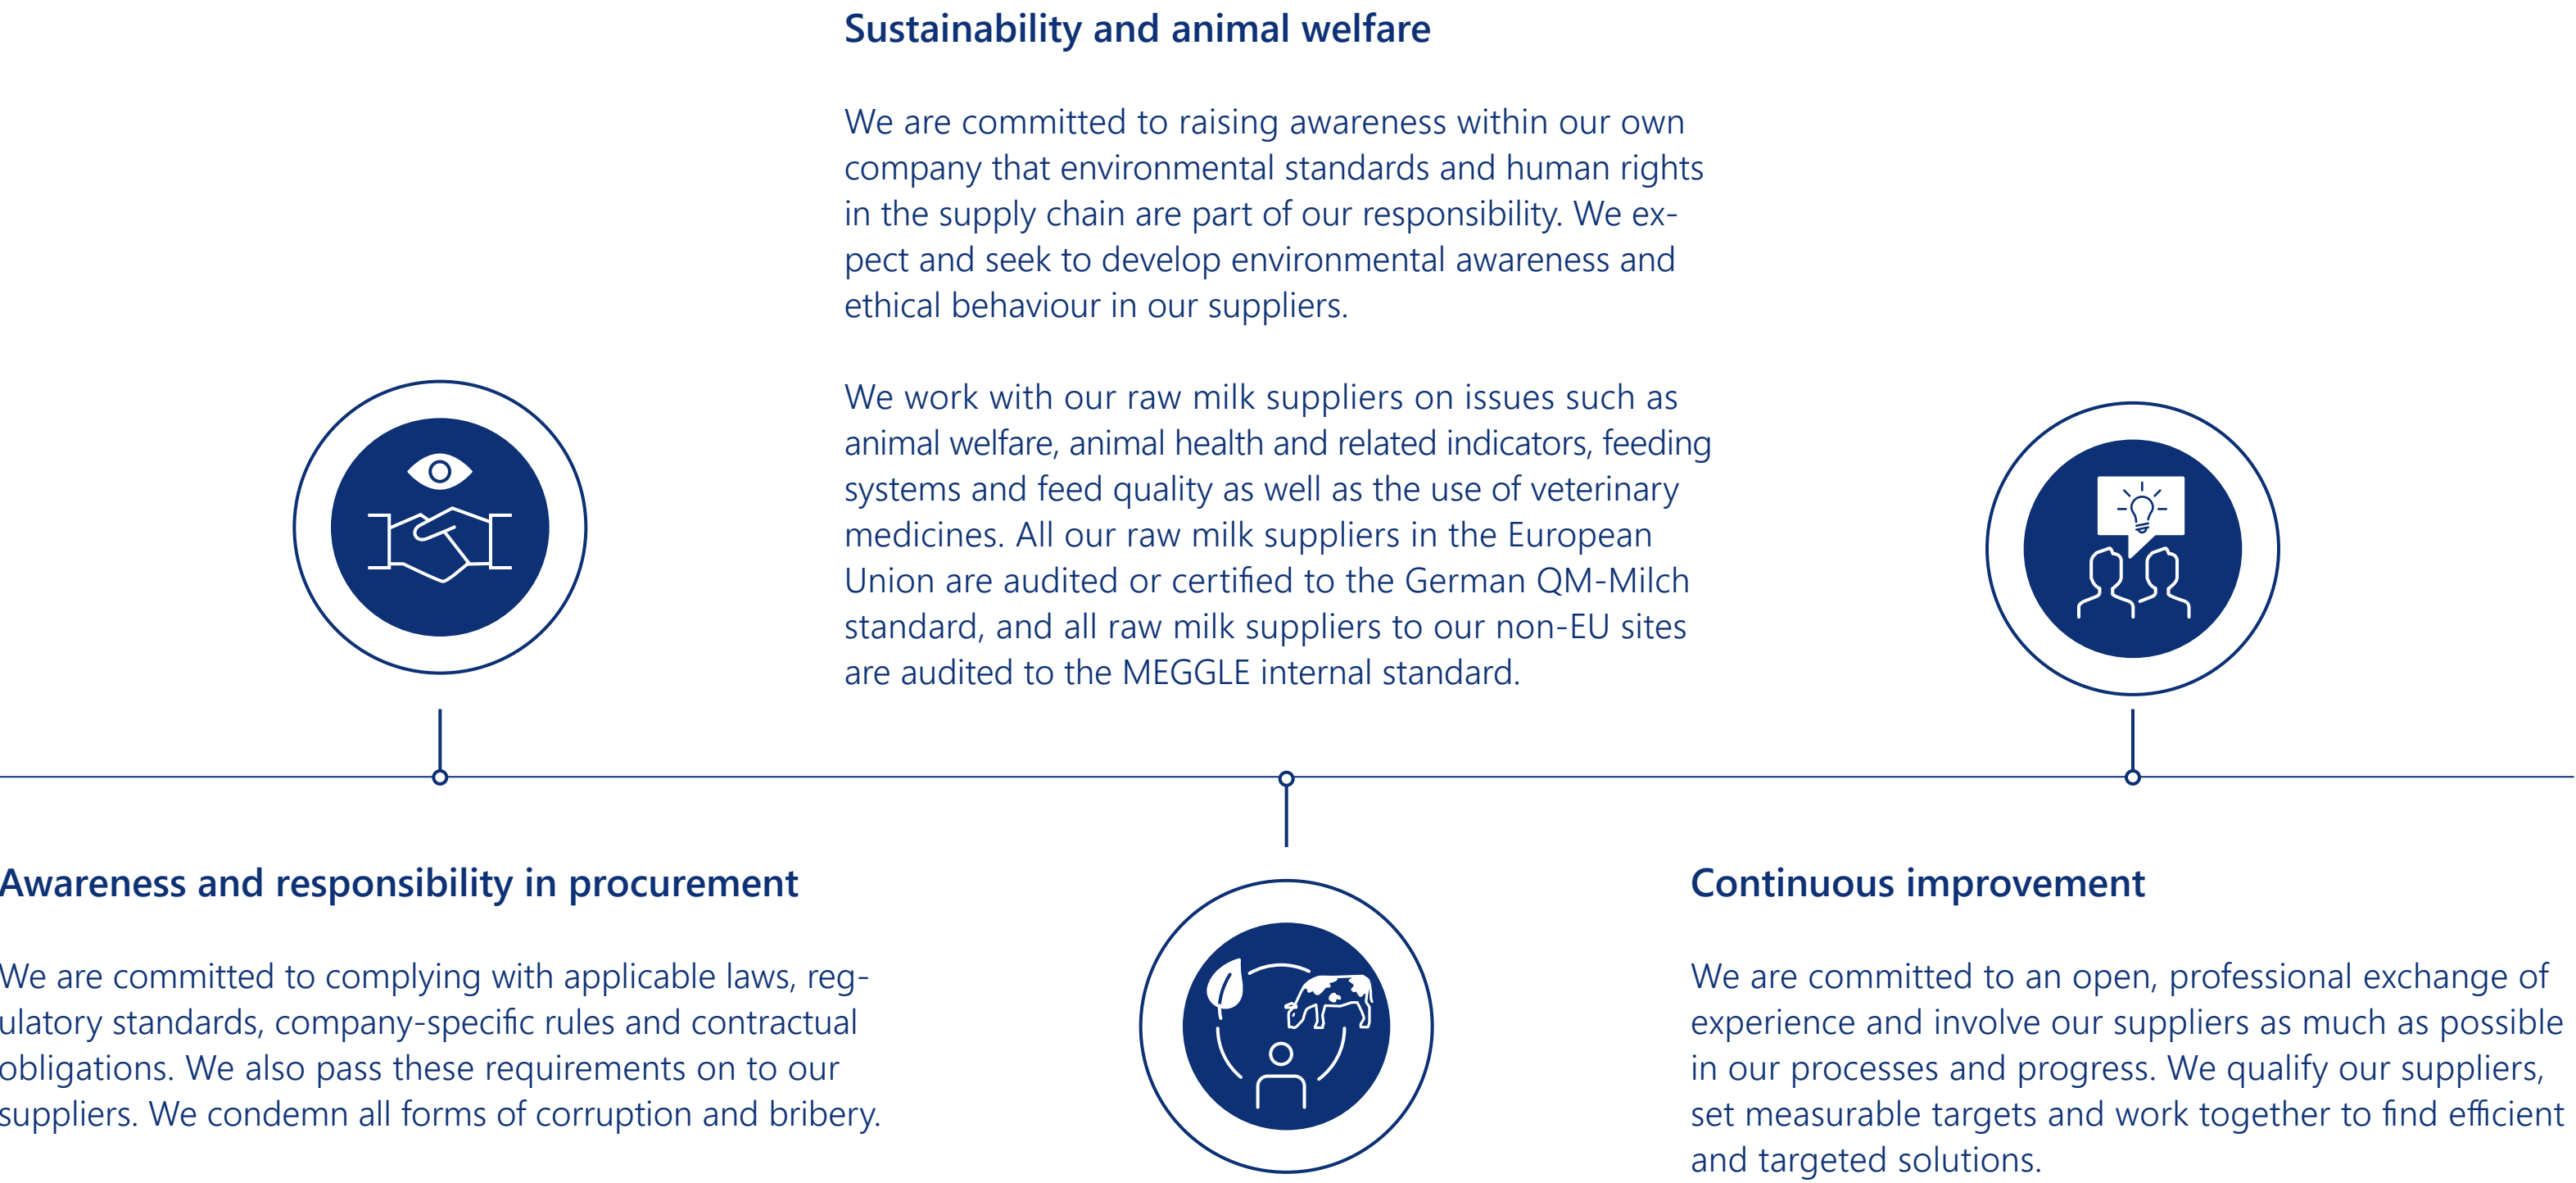 Sustainability and animal welfare
We are committed to raising awareness within our own
company that environmental standards and human rights
in the supply chain are part of our responsibility. We ex-
pect and seek to develop environmental awareness and
ethical behaviour in our suppliers.
We work with our raw milk suppliers on issues such as
animal welfare, animal health and related indicators, feeding
systems and feed quality as well as the use of veterinary
medicines. All our raw milk suppliers in the European
Union are audited or certified to the German QM-Milch
standard, and all raw milk suppliers to our non-EU sites
are audited to the MEGGLE internal standard.
Awareness and responsibility in procurement
We are committed to complying with applicable laws, reg-
ulatory standards, company-specific rules and contractual
obligations. We also pass these requirements on to our
suppliers. We condemn all forms of corruption and bribery.
Continuous improvement
We are committed to an open, professional exchange of
experience and involve our suppliers as much as possible
in our processes and progress. We qualify our suppliers,
set measurable targets and work together to find efficient
and targeted solutions.